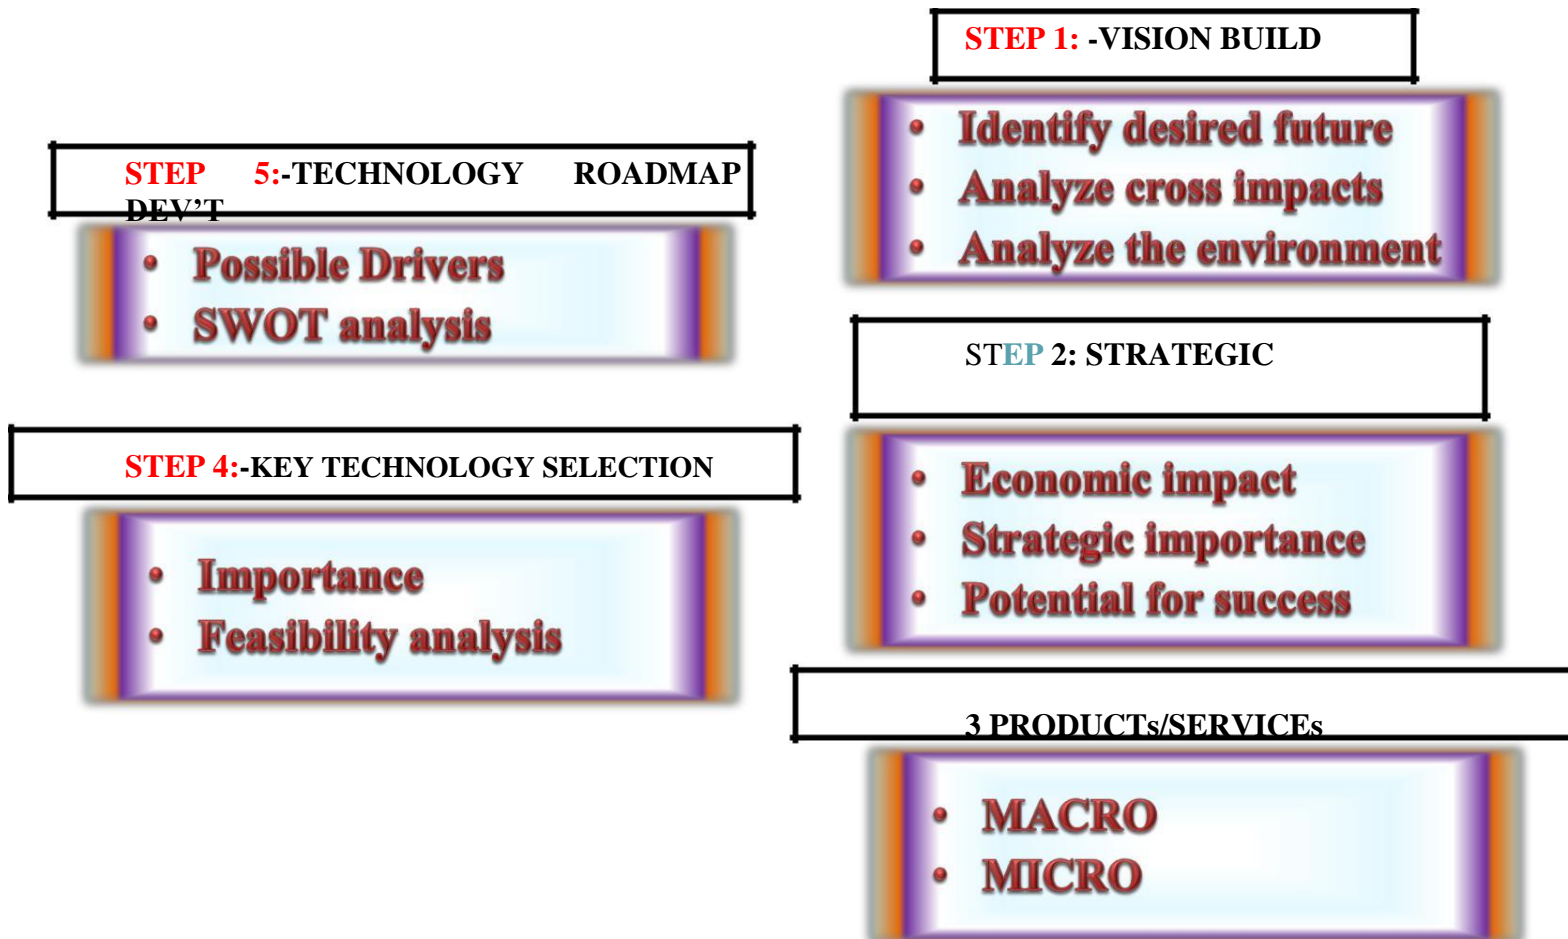 STEP 1: -VISION BUILD
• Identify desired future
• Analyze cross impacts
• Analyze the environment
STEP 2: STRATEGIC
• Economic impact
• Strategic importance
• Potential for success
3 PRODUCTs/SERVICEs
• MACRO
• MICRO
STEP 4:-KEY TECHNOLOGY SELECTION
• Importance
• Feasibility analysis
STEP 5:-TECHNOLOGY ROADMAP
DEV’T
• Possible Drivers
• SWOT analysis